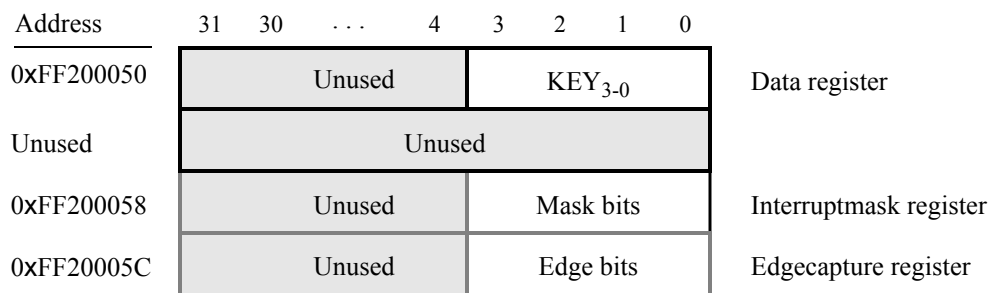 Address 31 30 . . . 4 3 2 1 0
0xFF200050 Unused KEY3-0 Data register
Unused Unused
0xFF200058 Unused Mask bits Interruptmask register
0xFF20005C Unused Edge bits Edgecapture register